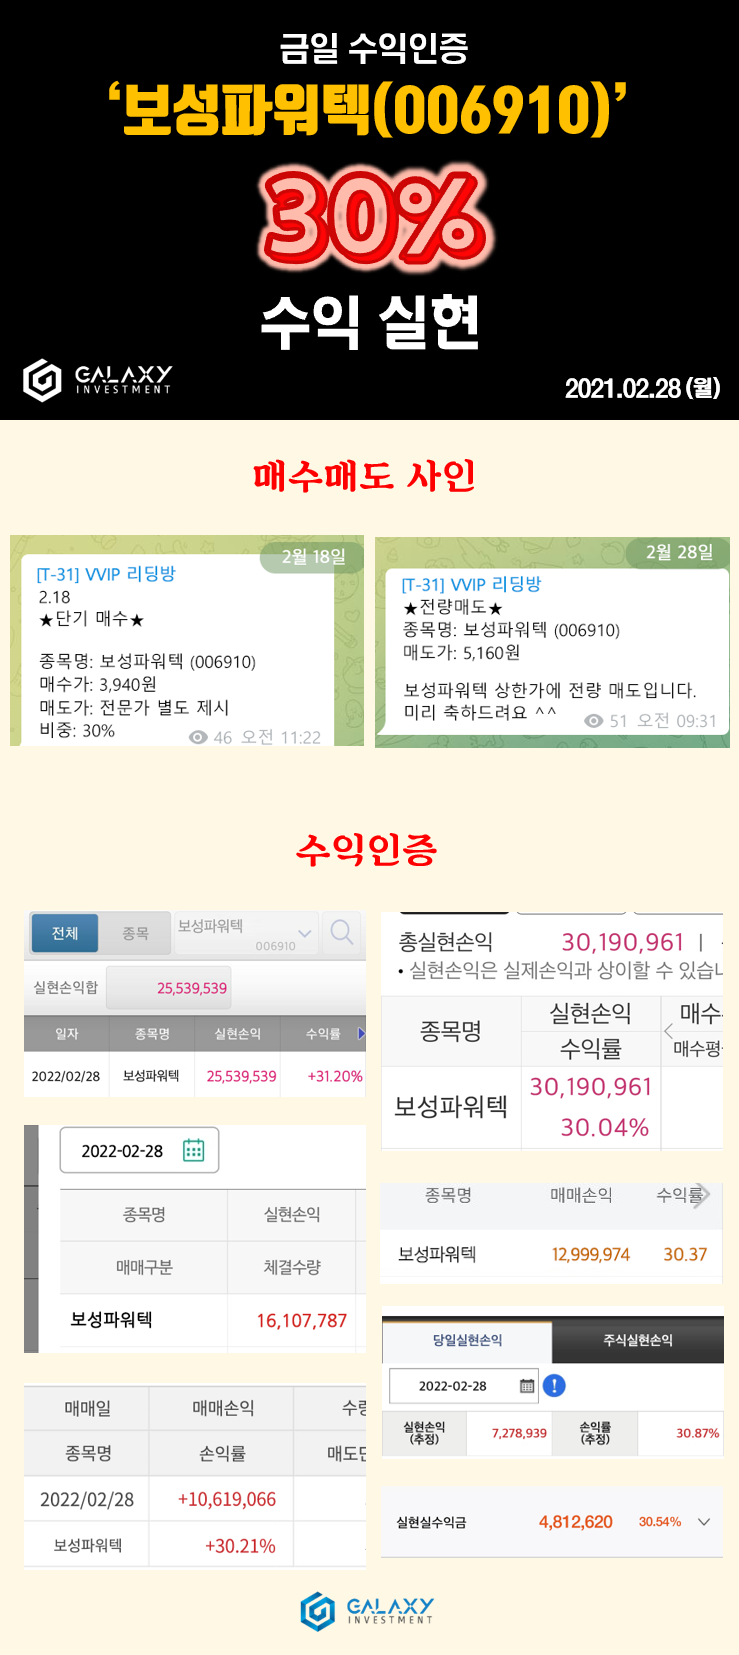 금일 수익인증
‘보성파워텍(006910)’
30%
수익 실현
GALAXY
INVESTMENT
2021.02.28 (월)
매수매도 사인
2월 18일
[T-31] VVIP 리딩방
2.18
★단기 매수★
종목명: 보성파워텍 (006910)
매수가: 3,940원
매도가: 전문가 별도 제시
비중: 30%
46 오전 11:22
2월 28일
[T-31] VVIP 리딩방
★전량매도★
종목명: 보성파워텍 (006910)
매도가: 5,160원
보성파워텍 상한가에 전량 매도입니다.
미리 축하드려요 ^^
51 오전 09:31
수익인증
전체 종목 보성파워텍
006910
실현손익합 25,539,539
일자 종목명 실현손익 수익률
2022/02/28 보성파워텍 25,539,539 +31.20%
총실현손익 30,190,961 |
• 실현손익은 실제손익과 상이할 수 있습니
종목명 실현손익 매수
수익률 매수평
보성파워텍 30,190,961
30.04%
2022-02-28
종목명 실현손익
매매구분 체결수량
보성파워텍 16,107,787
종목명 매매손익 수익률
보성파워텍 12,999,974 30.37
당일실현손익 주식실현손익
2022-02-28
실현손익 7,278,939 손익률 30.87%
(추정) (추정)
매매일 매매손익 수량
종목명 손익률 매도단
2022/02/28 +10,619,066
보성파워텍 +30.21%
실현실수익금 4,812,620 30.54%
GALAXY
INVESTMENT